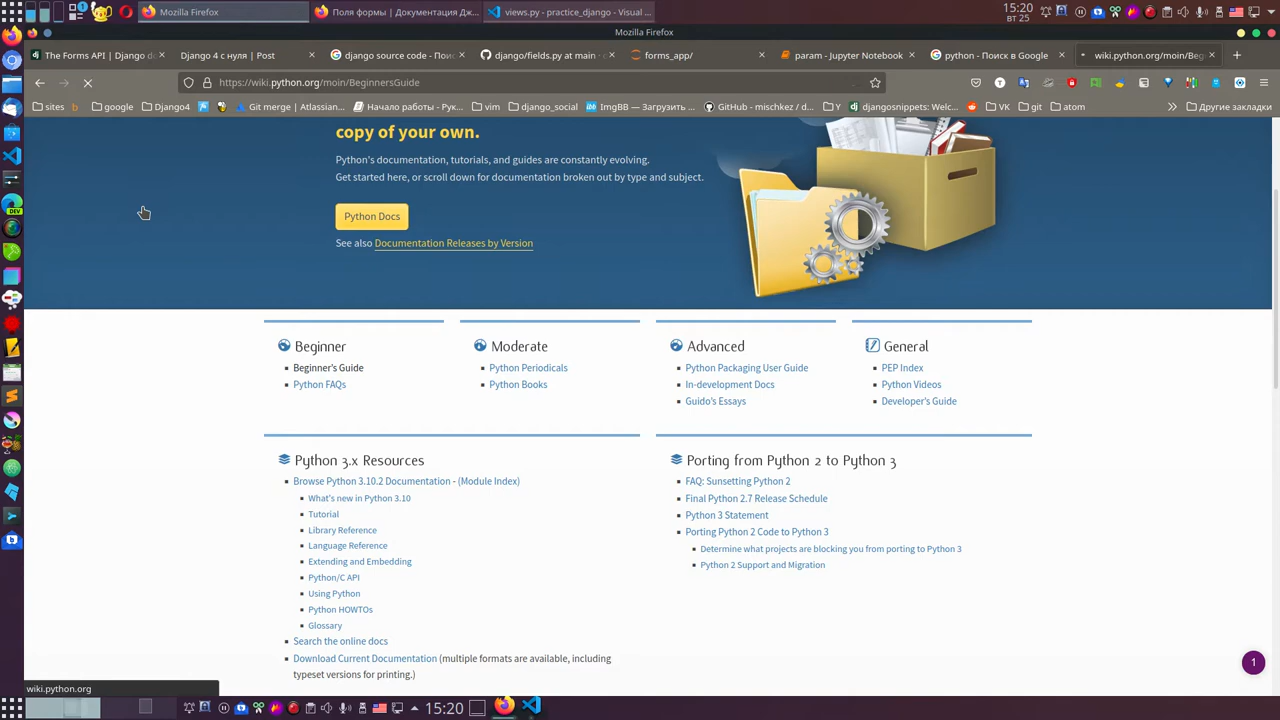 Mozilla Firefox
Поля формы | Документация Дж...
views.py - practice_django - Visual ...
15:20
ВТ 25
Mozilla Firefox
The Forms API | Django do
Django 4 с нуля | Post
django source code - Пои
django/fields.py at main ·
forms_app/
param - Jupyter Notebook
python - Поиск в Google
wiki.python.org/moin/Beg
https://wiki.python.org/moin/BeginnersGuide
sites
google
Django4
Git merge | Atlassian...
Начало работы - Рук...
vim
django_social
ImgBB — Загрузить ...
GitHub - mischkez / d...
Y
djangosnippets: Welc...
VK
git
atom
Другие закладки
copy of your own.
Python's documentation, tutorials, and guides are constantly evolving.
Get started here, or scroll down for documentation broken out by type and subject.
Python Docs
See also Documentation Releases by Version
Beginner
Beginner's Guide
Python FAQs
Moderate
Python Periodicals
Python Books
Advanced
Python Packaging User Guide
In-development Docs
Guido's Essays
General
PEP Index
Python Videos
Developer's Guide
Python 3.x Resources
Browse Python 3.10.2 Documentation - (Module Index)
What's new in Python 3.10
Tutorial
Library Reference
Language Reference
Extending and Embedding
Python/C API
Using Python
Python HOWTOs
Glossary
Search the online docs
Download Current Documentation (multiple formats are available, including
typeset versions for printing.)
Porting from Python 2 to Python 3
FAQ: Sunsetting Python 2
Final Python 2.7 Release Schedule
Python 3 Statement
Porting Python 2 Code to Python 3
Determine what projects are blocking you from porting to Python 3
Python 2 Support and Migration
1
wiki.python.org
15:20